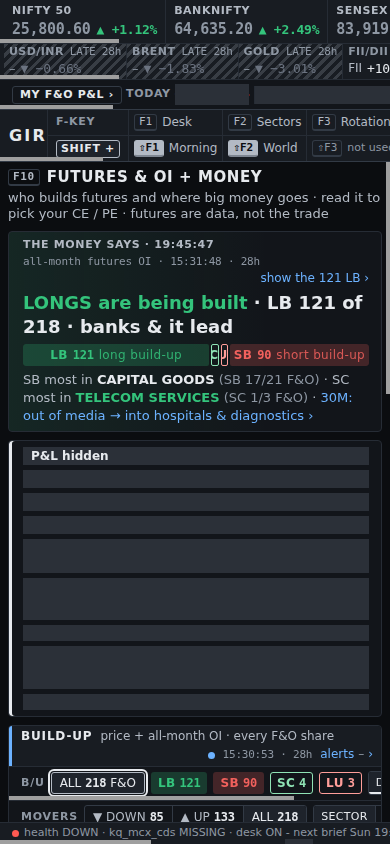 NIFTY 50 BANKNIFTY SENSEX
25,800.60 ▲ +1.12% 64,635.20 ▲ +2.49% 83,919
USD/INR LATE 28h BRENT LATE 28h GOLD LATE 28h FII/DII
– ▼ −0.66% – ▼ −1.83% – ▼ −3.01% FII +10
MY F&O P&L › TODAY
GIR F-KEY F1 Desk F2 Sectors F3 Rotation
SHIFT + ⇧F1 Morning ⇧F2 World ⇧F3 not used
F10 FUTURES & OI + MONEY
who builds futures and where big money goes · read it to
pick your CE / PE · futures are data, not the trade
THE MONEY SAYS · 19:45:47
all-month futures OI · 15:31:48 · 28h
show the 121 LB ›
LONGS are being built · LB 121 of
218 · banks & it lead
LB 121 long build-up SB 90 short build-up
SB most in CAPITAL GOODS (SB 17/21 F&O) · SC
most in TELECOM SERVICES (SC 1/3 F&O) · 30M:
out of media → into hospitals & diagnostics ›
P&L hidden
BUILD-UP price + all-month OI · every F&O share
● 15:30:53 · 28h alerts – ›
B/U ALL 218 F&O LB 121 SB 90 SC 4 LU 3
MOVERS ▼ DOWN 85 ▲ UP 133 ALL 218 SECTOR
● health DOWN · kq_mcx_cds MISSING · desk ON - next brief Sun 19: